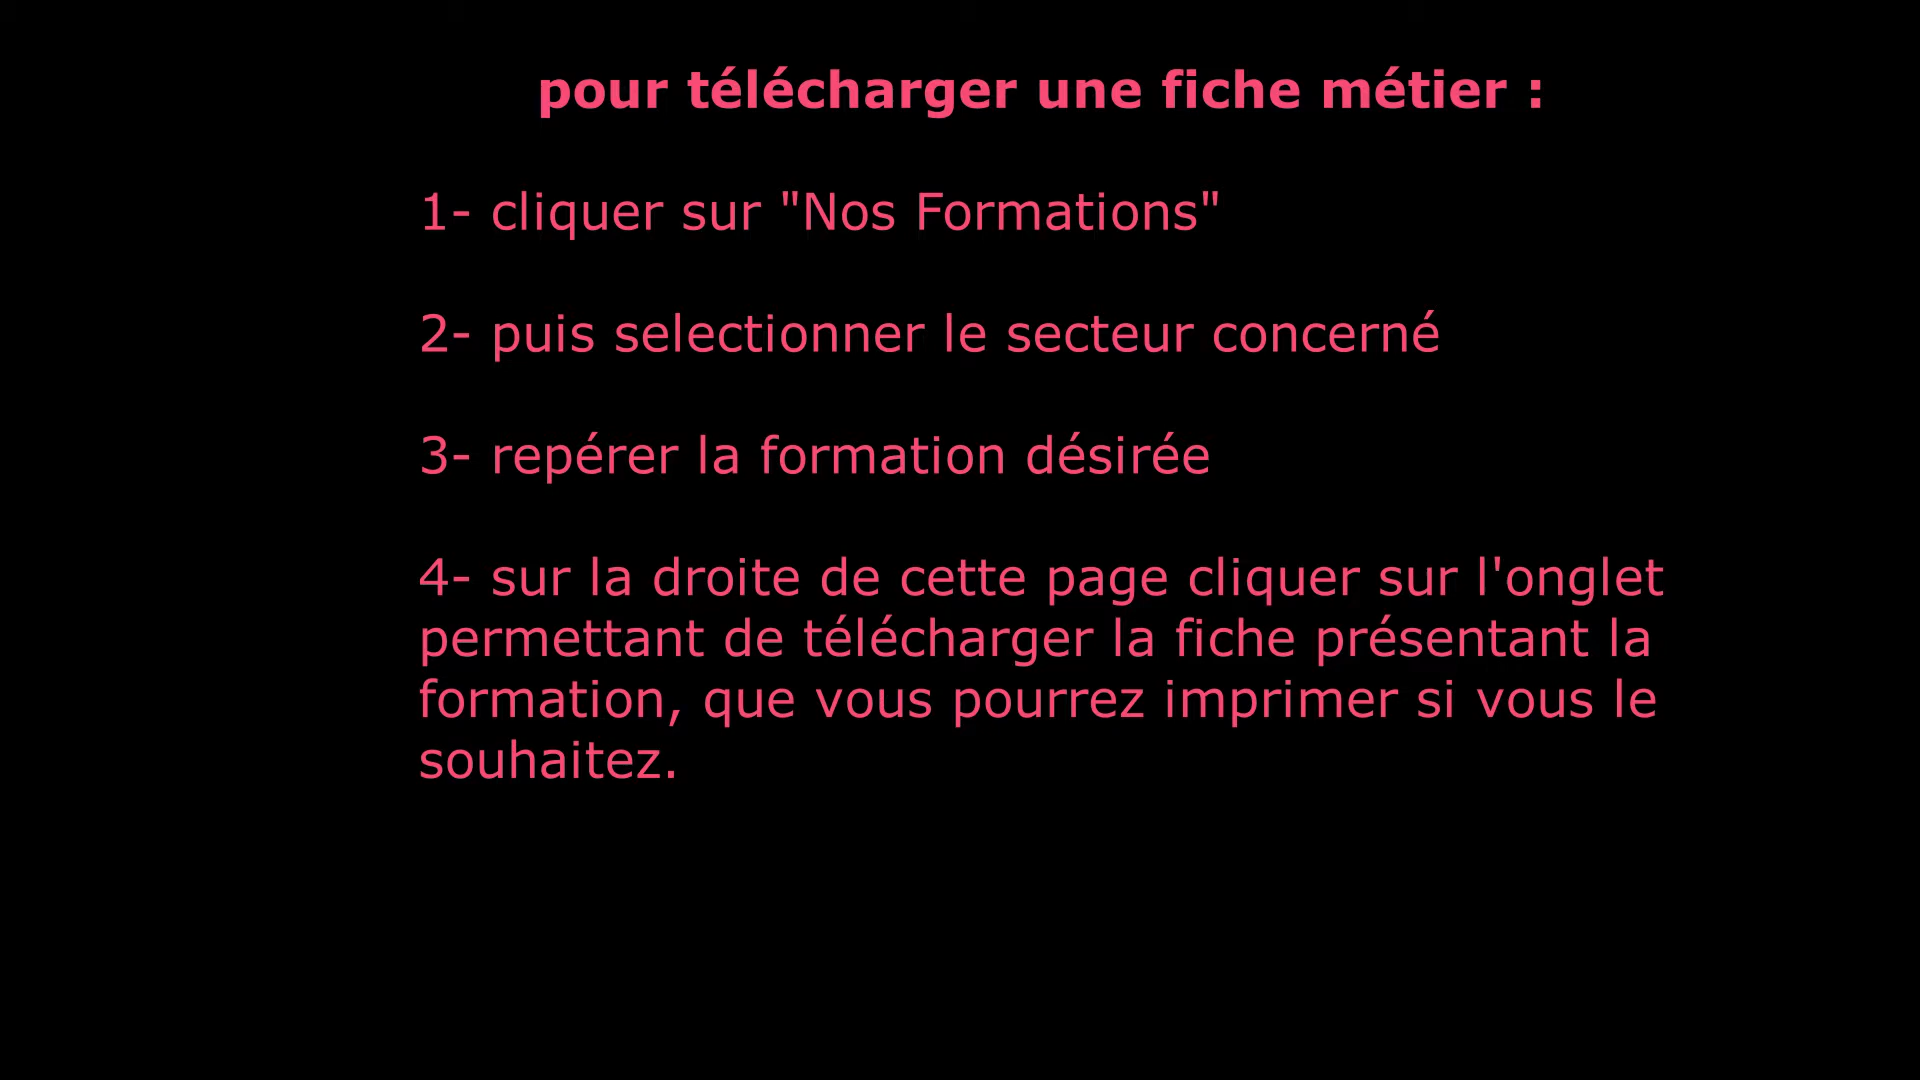 pour télécharger une fiche métier :
1- cliquer sur "Nos Formations"
2- puis selectionner le secteur concerné
3- repérer la formation désirée
4- sur la droite de cette page cliquer sur l'onglet
permettant de télécharger la fiche présentant la
formation, que vous pourrez imprimer si vous le
souhaitez.